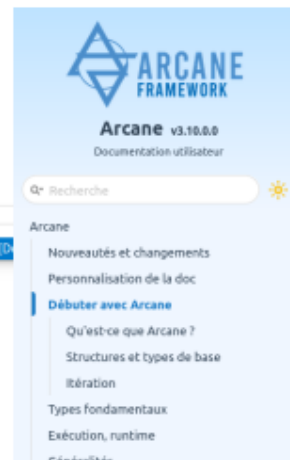 ARCANE
FRAMEWORK
Arcane v3.10.0.0
Documentation utilisateur
Recherche
Arcane
Nouveautés et changements
Personnalisation de la doc
Débuter avec Arcane
Qu'est-ce que Arcane ?
Structures et types de base
Itération
Types fondamentaux
Exécution, runtime